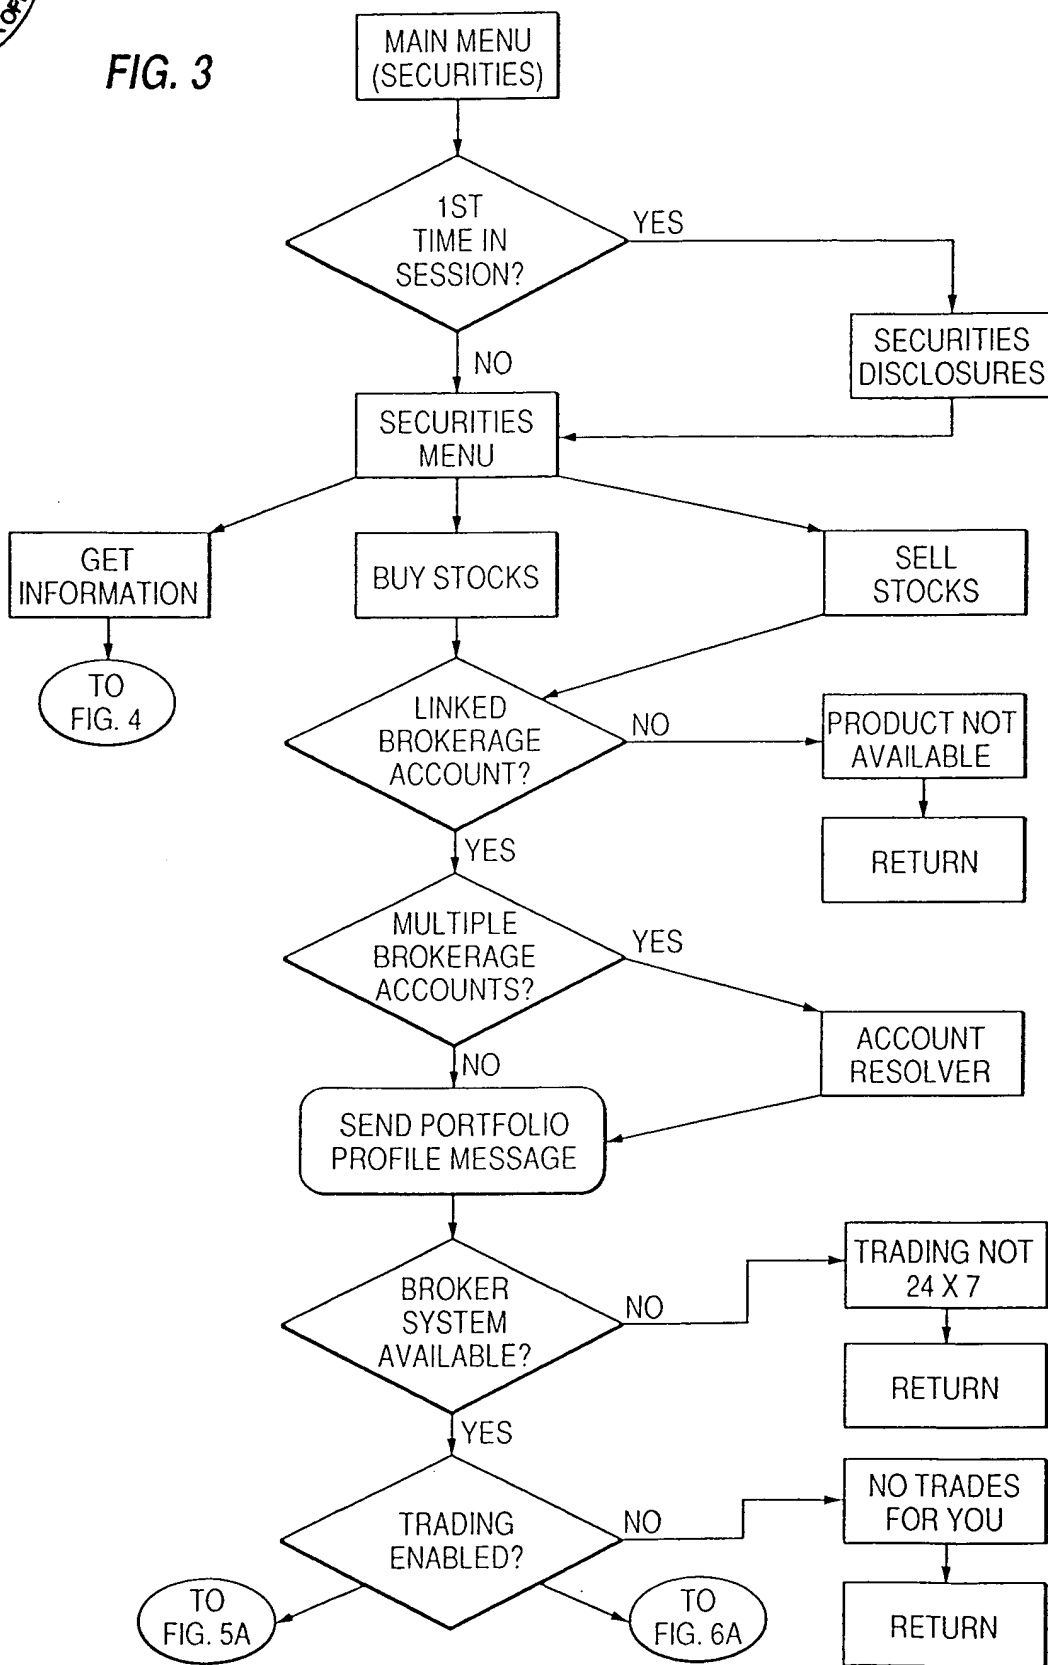 FIG. 3
MAIN MENU
(SECURITIES)
1ST
TIME IN
SESSION?
YES
NO
SECURITIES
DISCLOSURES
SECURITIES
MENU
GET
INFORMATION
BUY STOCKS
SELL
STOCKS
TO
FIG. 4
LINKED
BROKERAGE
ACCOUNT?
NO
PRODUCT NOT
AVAILABLE
RETURN
YES
MULTIPLE
BROKERAGE
ACCOUNTS?
YES
ACCOUNT
RESOLVER
NO
SEND PORTFOLIO
PROFILE MESSAGE
BROKER
SYSTEM
AVAILABLE?
NO
TRADING NOT
24 X 7
RETURN
YES
TRADING
ENABLED?
NO
NO TRADES
FOR YOU
RETURN
TO
FIG. 5A
TO
FIG. 6A